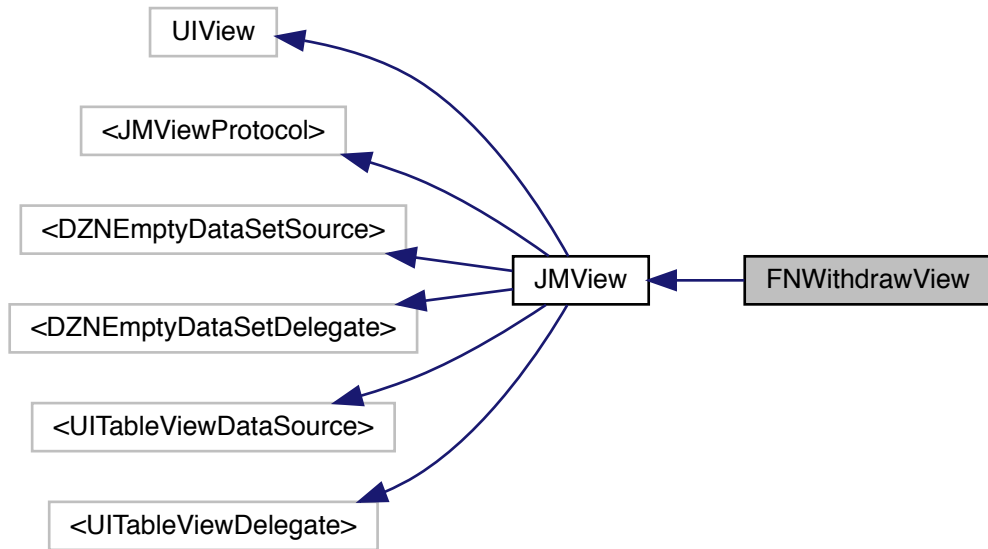 UIView
<JMViewProtocol>
<DZNEmptyDataSetSource>
JMView
FNWithdrawView
<DZNEmptyDataSetDelegate>
<UITableViewDataSource>
<UITableViewDelegate>